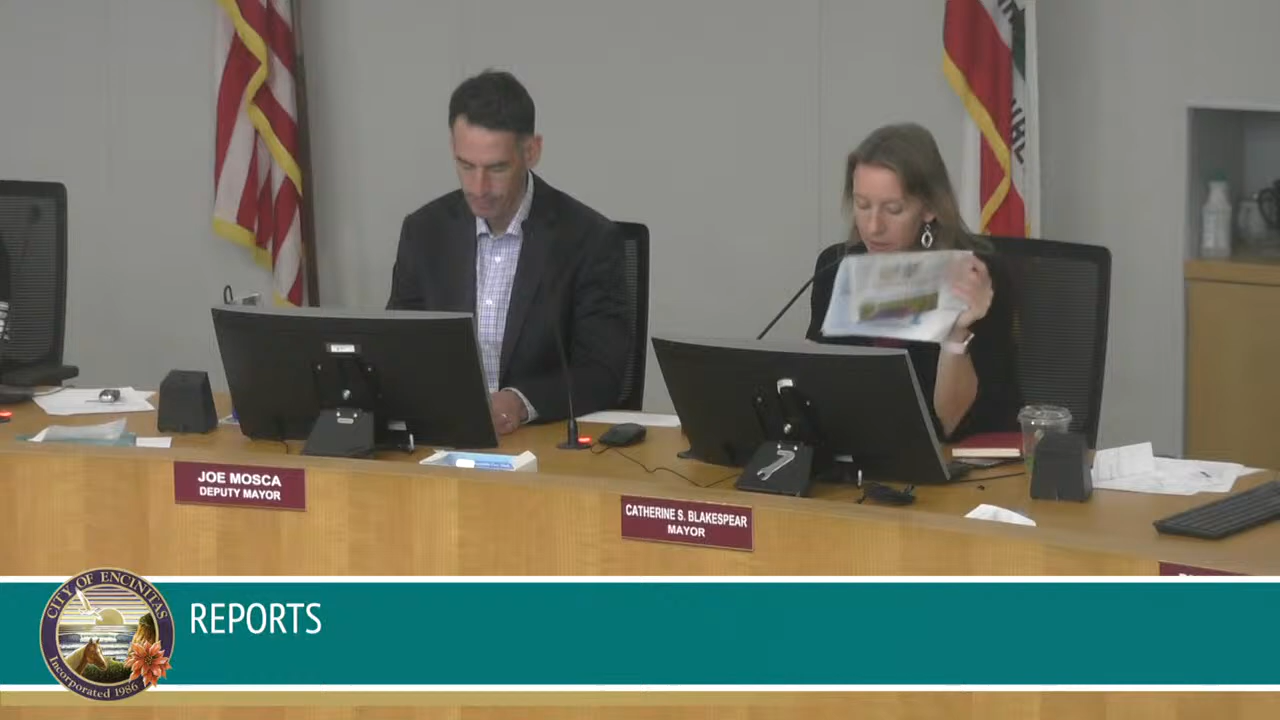 JOE MOSCA
DEPUTY MAYOR
CATHERINE S. BLAKESPEAR
MAYOR
CITY OF ENCINITAS
Incorporated 1986
REPORTS